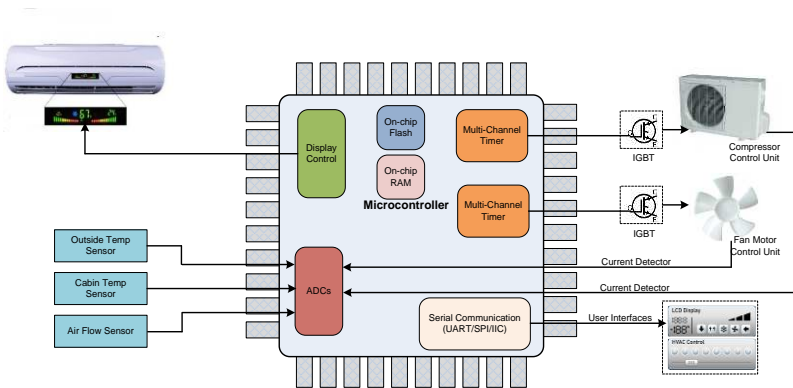 67
Display
Control
On-chip
Flash
On-chip
RAM
Microcontroller
Multi-Channel
Timer
Multi-Channel
Timer
IGBT
Compressor
Control Unit
IGBT
Fan Motor
Control Unit
Outside Temp
Sensor
Cabin Temp
Sensor
Air Flow Sensor
ADCs
Current Detector
Current Detector
Serial Communication
(UART/SPI/IIC)
User Interfaces
LCD Display
HVAC Control